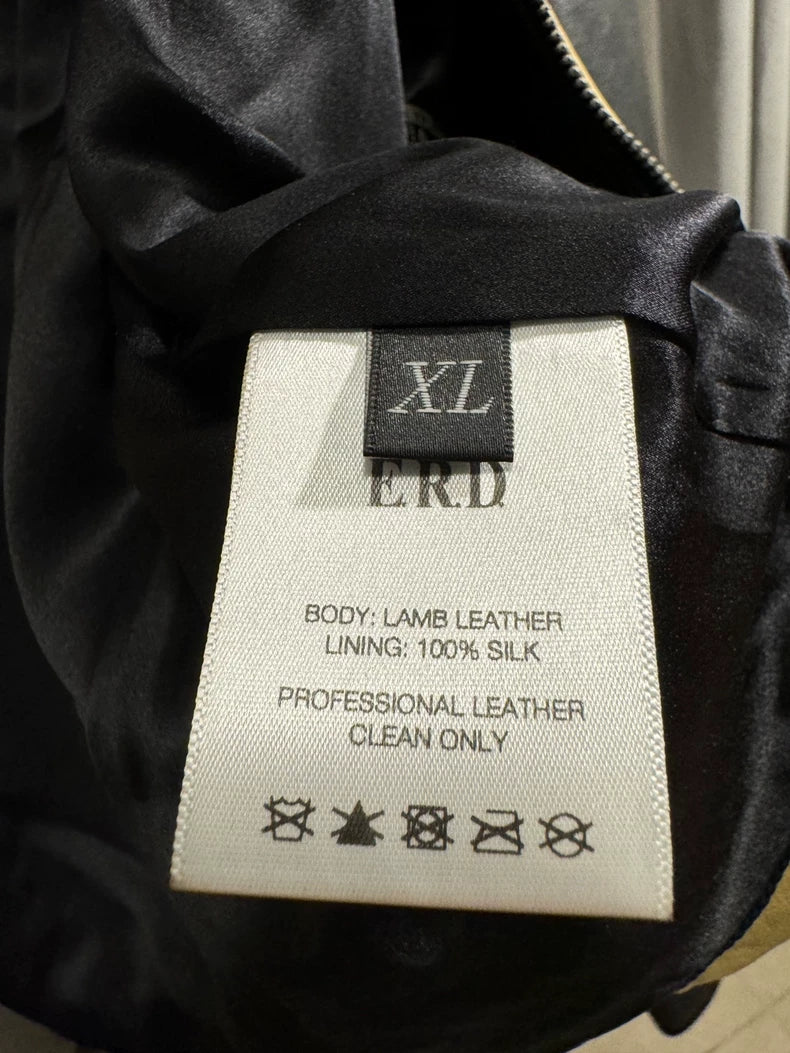 XL
E.R.D.
BODY: LAMB LEATHER
LINING: 100% SILK
PROFESSIONAL LEATHER
CLEAN ONLY